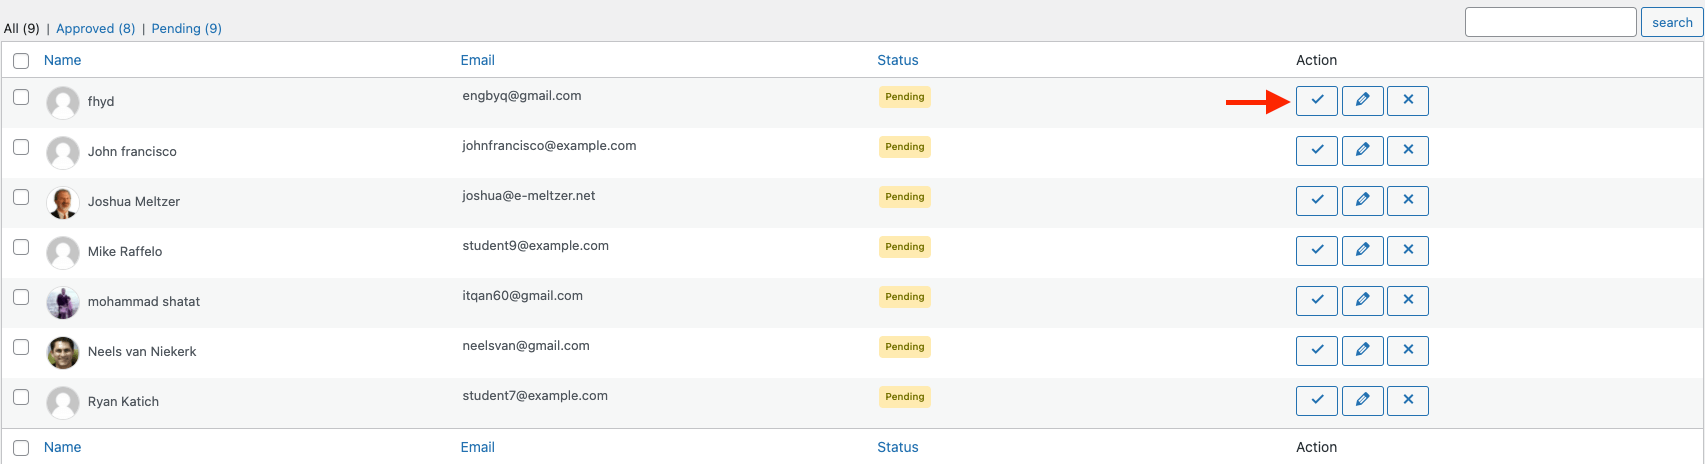 All (9) | Approved (8) | Pending (9) search
Name Email Status Action
fhyd engbyq@gmail.com Pending
John francisco johnfrancisco@example.com Pending
Joshua Meltzer joshua@e-meltzer.net Pending
Mike Raffelo student9@example.com Pending
mohammad shatat itqan60@gmail.com Pending
Neels van Niekerk neelsvan@gmail.com Pending
Ryan Katich student7@example.com Pending
Name Email Status Action